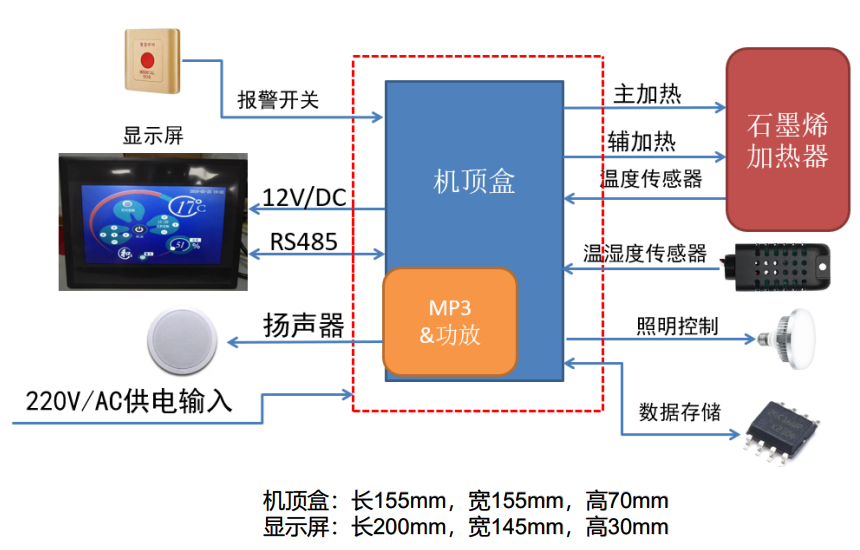 报警开关
显示屏
12V/DC
RS485
扬声器
220V/AC供电输入
机顶盒
MP3
&功放
主加热
辅加热
温度传感器
石墨烯
加热器
温湿度传感器
照明控制
数据存储
17°C
51%
机顶盒：长155mm，宽155mm，高70mm
显示屏：长200mm，宽145mm，高30mm